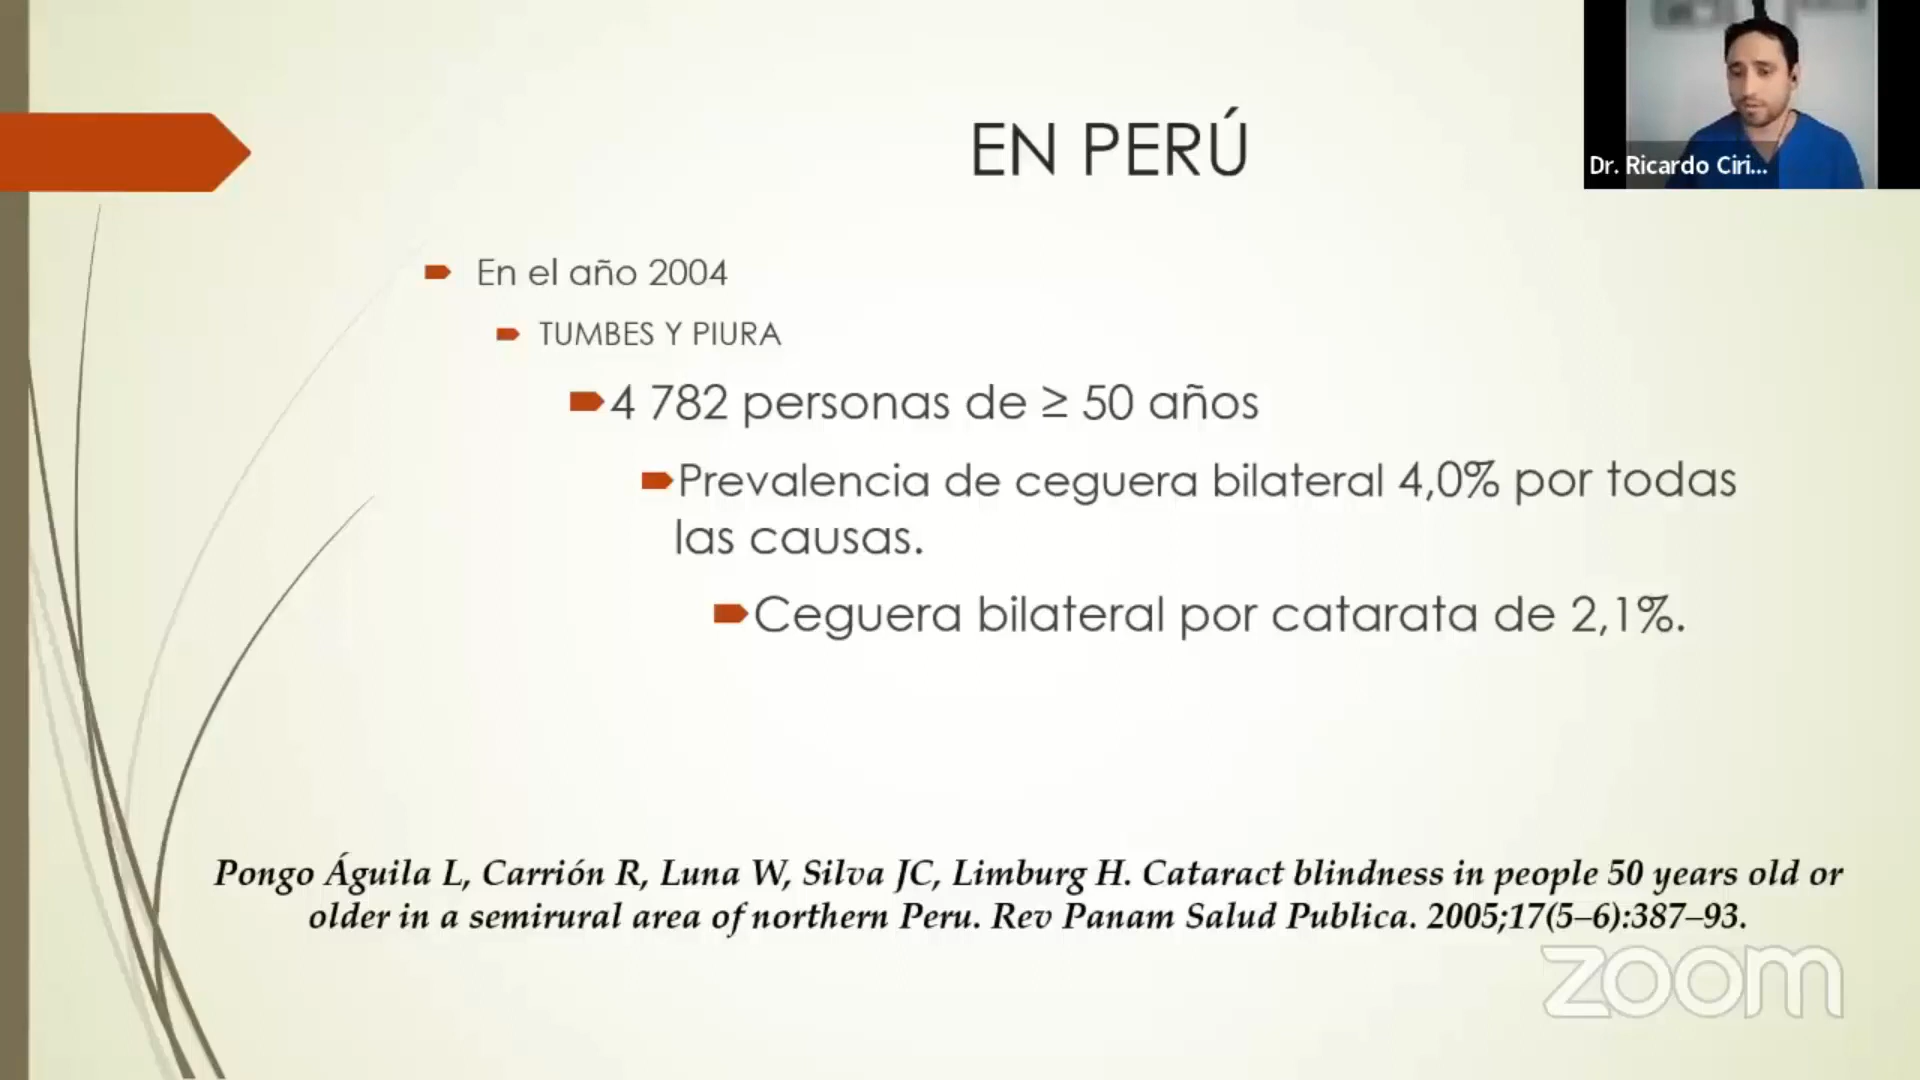 EN PERÚ
Dr. Ricardo Ciri...
En el año 2004
TUMBES Y PIURA
4 782 personas de ≥ 50 años
Prevalencia de ceguera bilateral 4,0% por todas
las causas.
Ceguera bilateral por catarata de 2,1%.
Pongo Águila L, Carrión R, Luna W, Silva JC, Limburg H. Cataract blindness in people 50 years old or
older in a semirural area of northern Peru. Rev Panam Salud Publica. 2005;17(5–6):387–93.
zoom